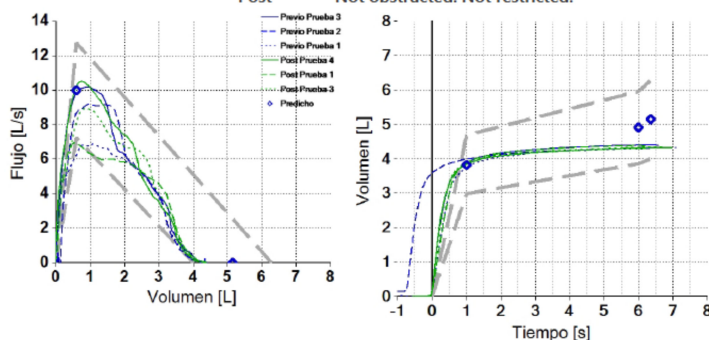 Post Not obstructed. Not restricted.
14
12
10
8
6
4
2
0
Flujo [L/s]
0 1 2 3 4 5 6 7 8
Volumen [L]
Previo Prueba 3
Previo Prueba 2
Previo Prueba 1
Post Prueba 4
Post Prueba 1
Post Prueba 3
Predicho
8
7
6
5
4
3
2
1
0
Volumen [L]
-1 0 1 2 3 4 5 6 7 8
Tiempo [s]